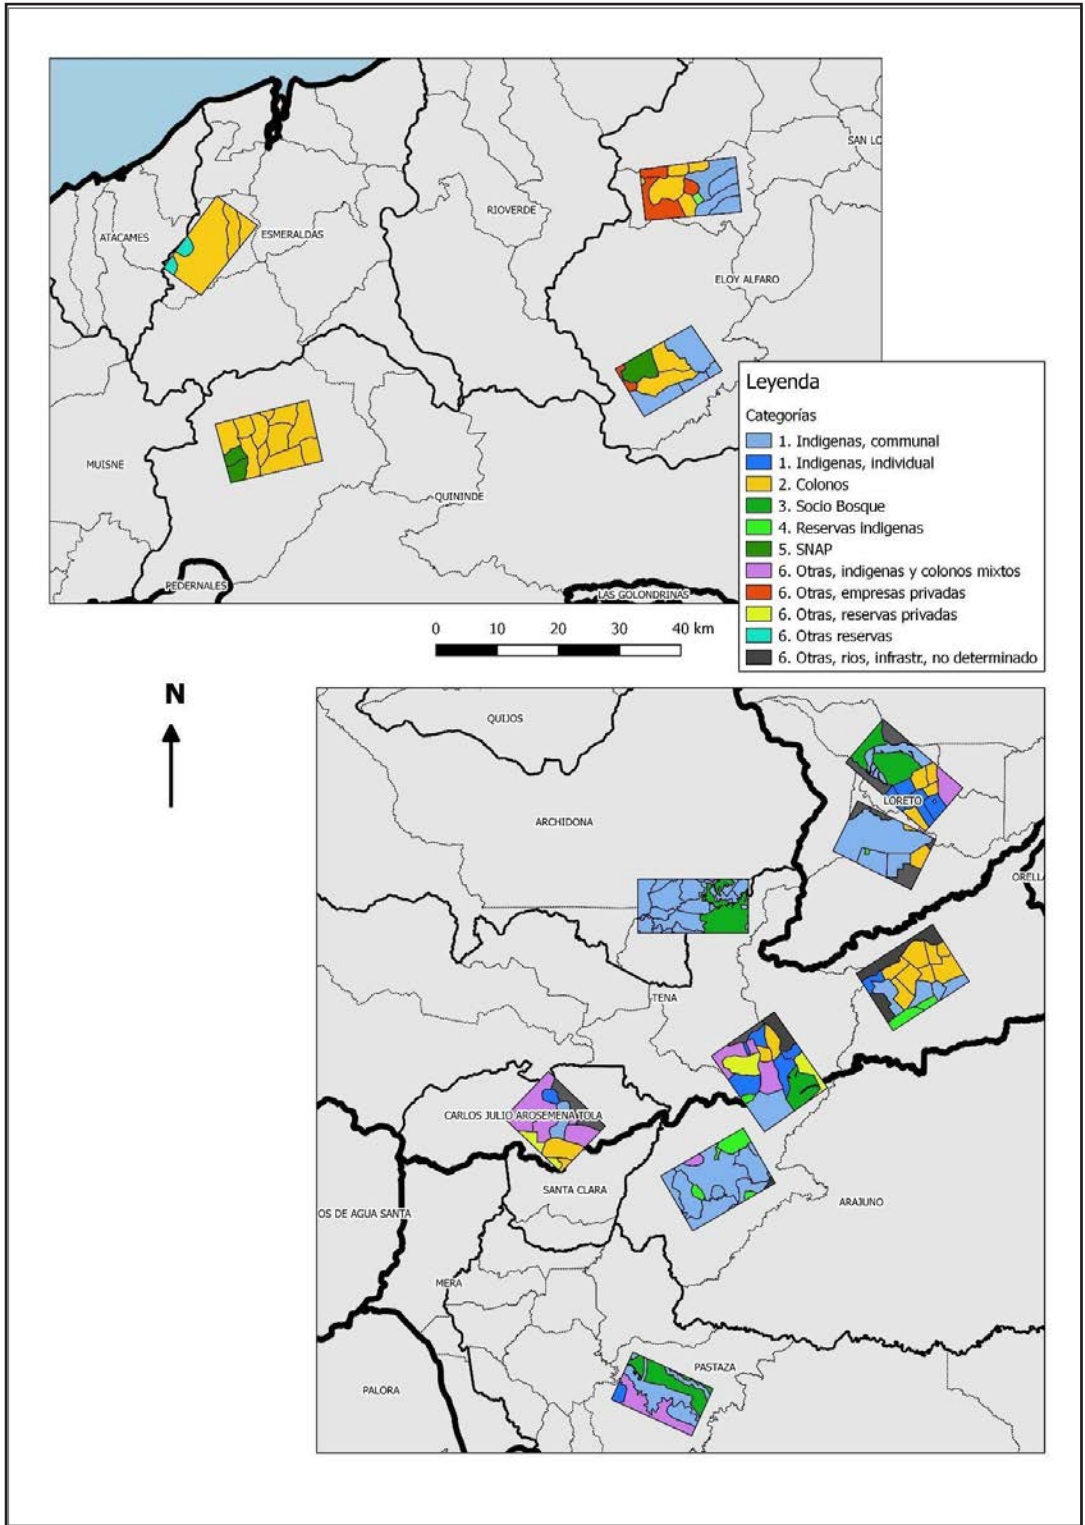 SAN LO
RIOVERDE
ATACAMES
ESMERALDAS
ELOY ALFARO
MUISNE
QUININDE
PEDERNALES
LAS GOLONDRINAS
Leyenda
Categorías
1. Indigenas, communal
1. Indigenas, individual
2. Colonos
3. Socio Bosque
4. Reservas indigenas
5. SNAP
6. Otras, indigenas y colonos mixtos
6. Otras, empresas privadas
6. Otras, reservas privadas
6. Otras reservas
6. Otras, rios, infrastr., no determinado
0 10 20 30 40 km
N
QUIJOS
LORETO
ARCHIDONA
ORELLA
TENA
CARLOS JULIO AROSEMENA TOLA
SANTA CLARA
ARAJUNO
OS DE AGUA SANTA
MERA
PASTAZA
PALORA